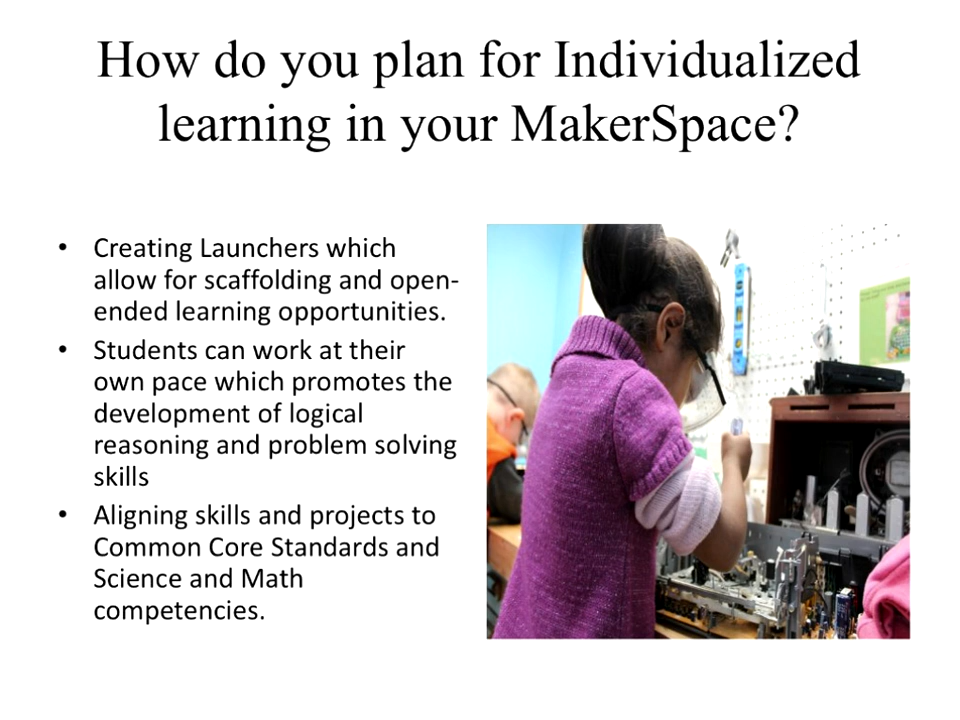 How do you plan for Individualized
learning in your MakerSpace?
• Creating Launchers which
allow for scaffolding and open-
ended learning opportunities.
• Students can work at their
own pace which promotes the
development of logical
reasoning and problem solving
skills
• Aligning skills and projects to
Common Core Standards and
Science and Math
competencies.